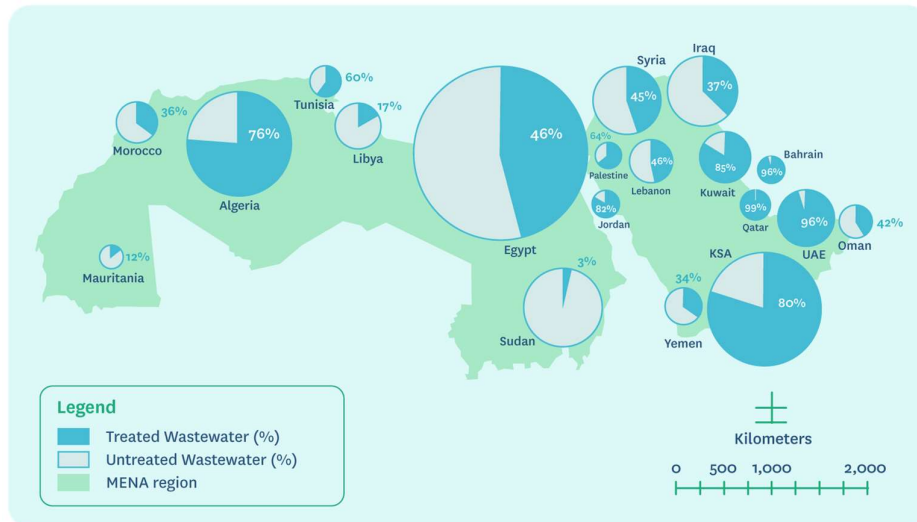 Iraq
Syria
37%
45%
60%
Tunisia
17%
Libya
36%
Morocco
76%
Algeria
46%
Egypt
64%
Palestine
46%
Lebanon
85%
Kuwait
Bahrain
96%
82%
Jordan
99%
Qatar
96%
UAE
42%
Oman
12%
Mauritania
3%
Sudan
KSA
80%
34%
Yemen
Legend
Treated Wastewater (%)
Untreated Wastewater (%)
MENA region
Kilometers
0 500 1,000 2,000